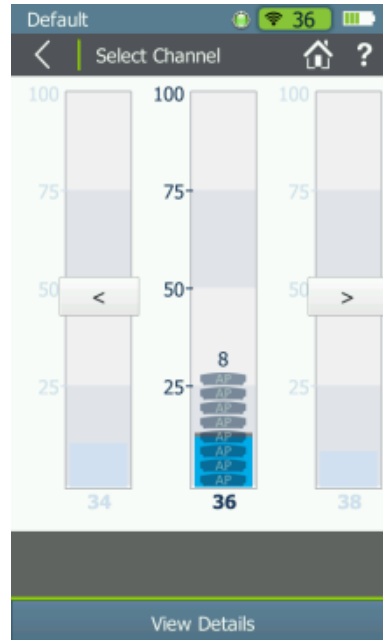 Default 36
< Select Channel ?
100 100 100
75 75 75
50 50 50
< >
8
25 25 25
AP
AP
AP
AP
AP
AP
AP
AP
34 36 38
View Details